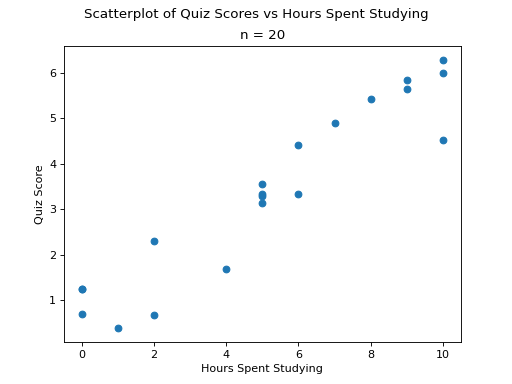 Scatterplot of Quiz Scores vs Hours Spent Studying
n = 20
6
5
4
3
2
1
Quiz Score
0 2 4 6 8 10
Hours Spent Studying